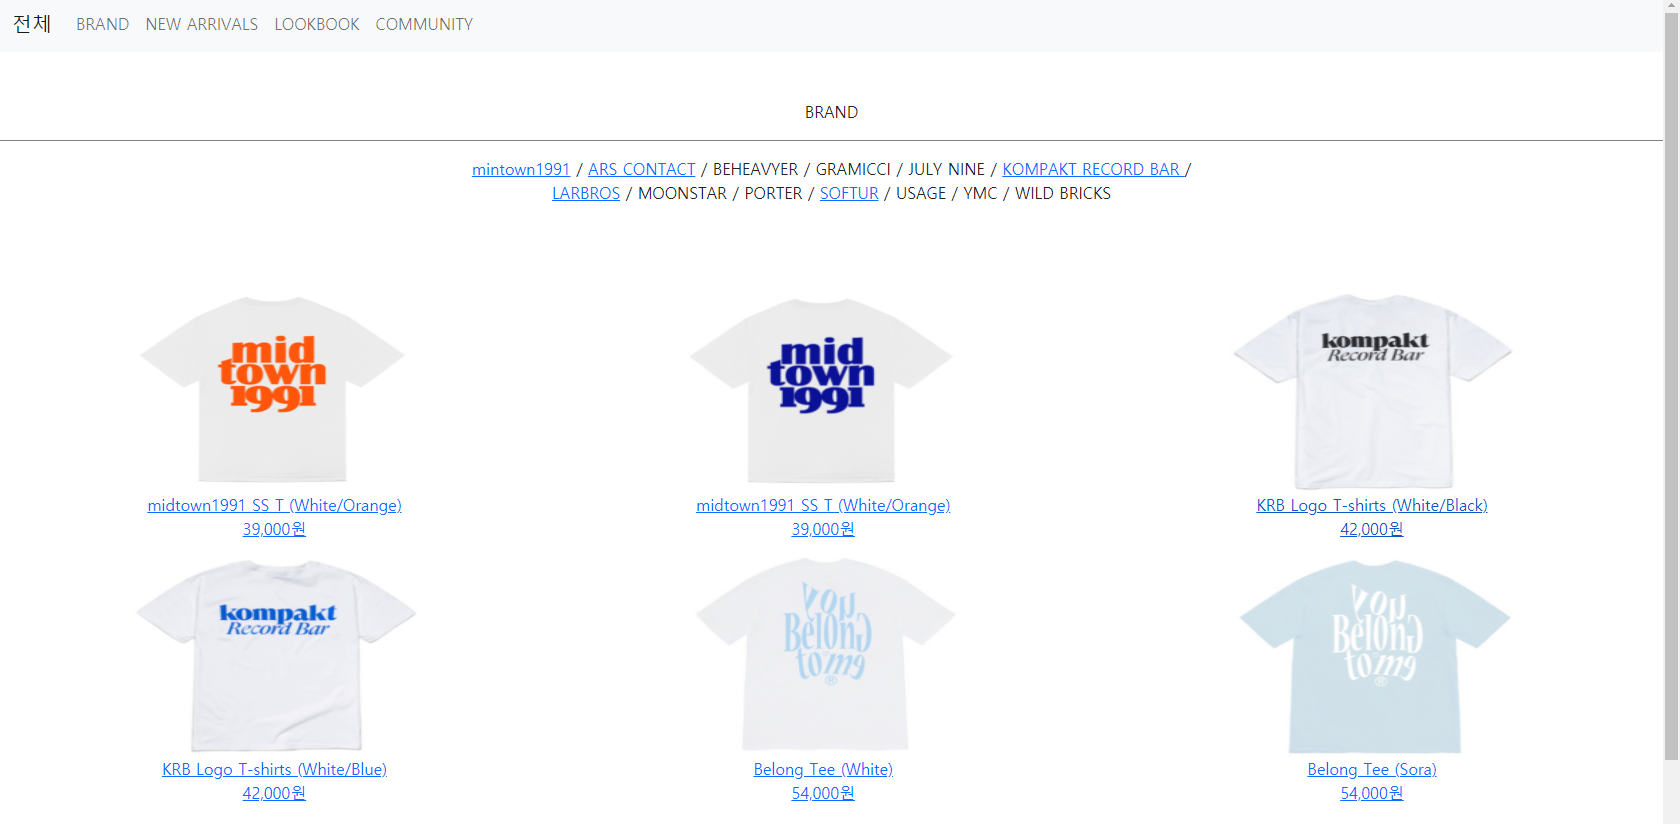 전체 BRAND NEW ARRIVALS LOOKBOOK COMMUNITY
BRAND
mintown1991 / ARS CONTACT / BEHEAVYER / GRAMICCI / JULY NINE / KOMPAKT RECORD BAR /
LARBROS / MOONSTAR / PORTER / SOFTUR / USAGE / YMC / WILD BRICKS
mid
town
1991
midtown1991 SS T (White/Orange)
39,000원
mid
town
1991
midtown1991 SS T (White/Orange)
39,000원
kompakt
Record Bar
KRB Logo T-shirts (White/Black)
42,000원
kompakt
Record Bar
KRB Logo T-shirts (White/Blue)
42,000원
You
Belong
to me
®
Belong Tee (White)
54,000원
You
Belong
to me
®
Belong Tee (Sora)
54,000원